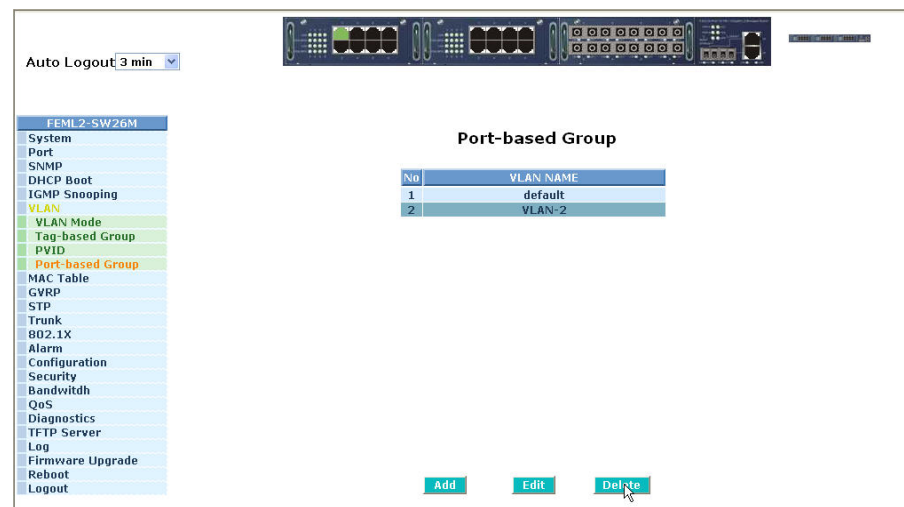 Auto Logout 3 min
FEML2-SW26M
System
Port
SNMP
DHCP Boot
IGMP Snooping
VLAN
VLAN Mode
Tag-based Group
PVID
Port-based Group
MAC Table
GVRP
STP
Trunk
802.1X
Alarm
Configuration
Security
Bandwitdh
QoS
Diagnostics
TFTP Server
Log
Firmware Upgrade
Reboot
Logout
Port-based Group
No VLAN NAME
1 default
2 VLAN-2
Add Edit Delete